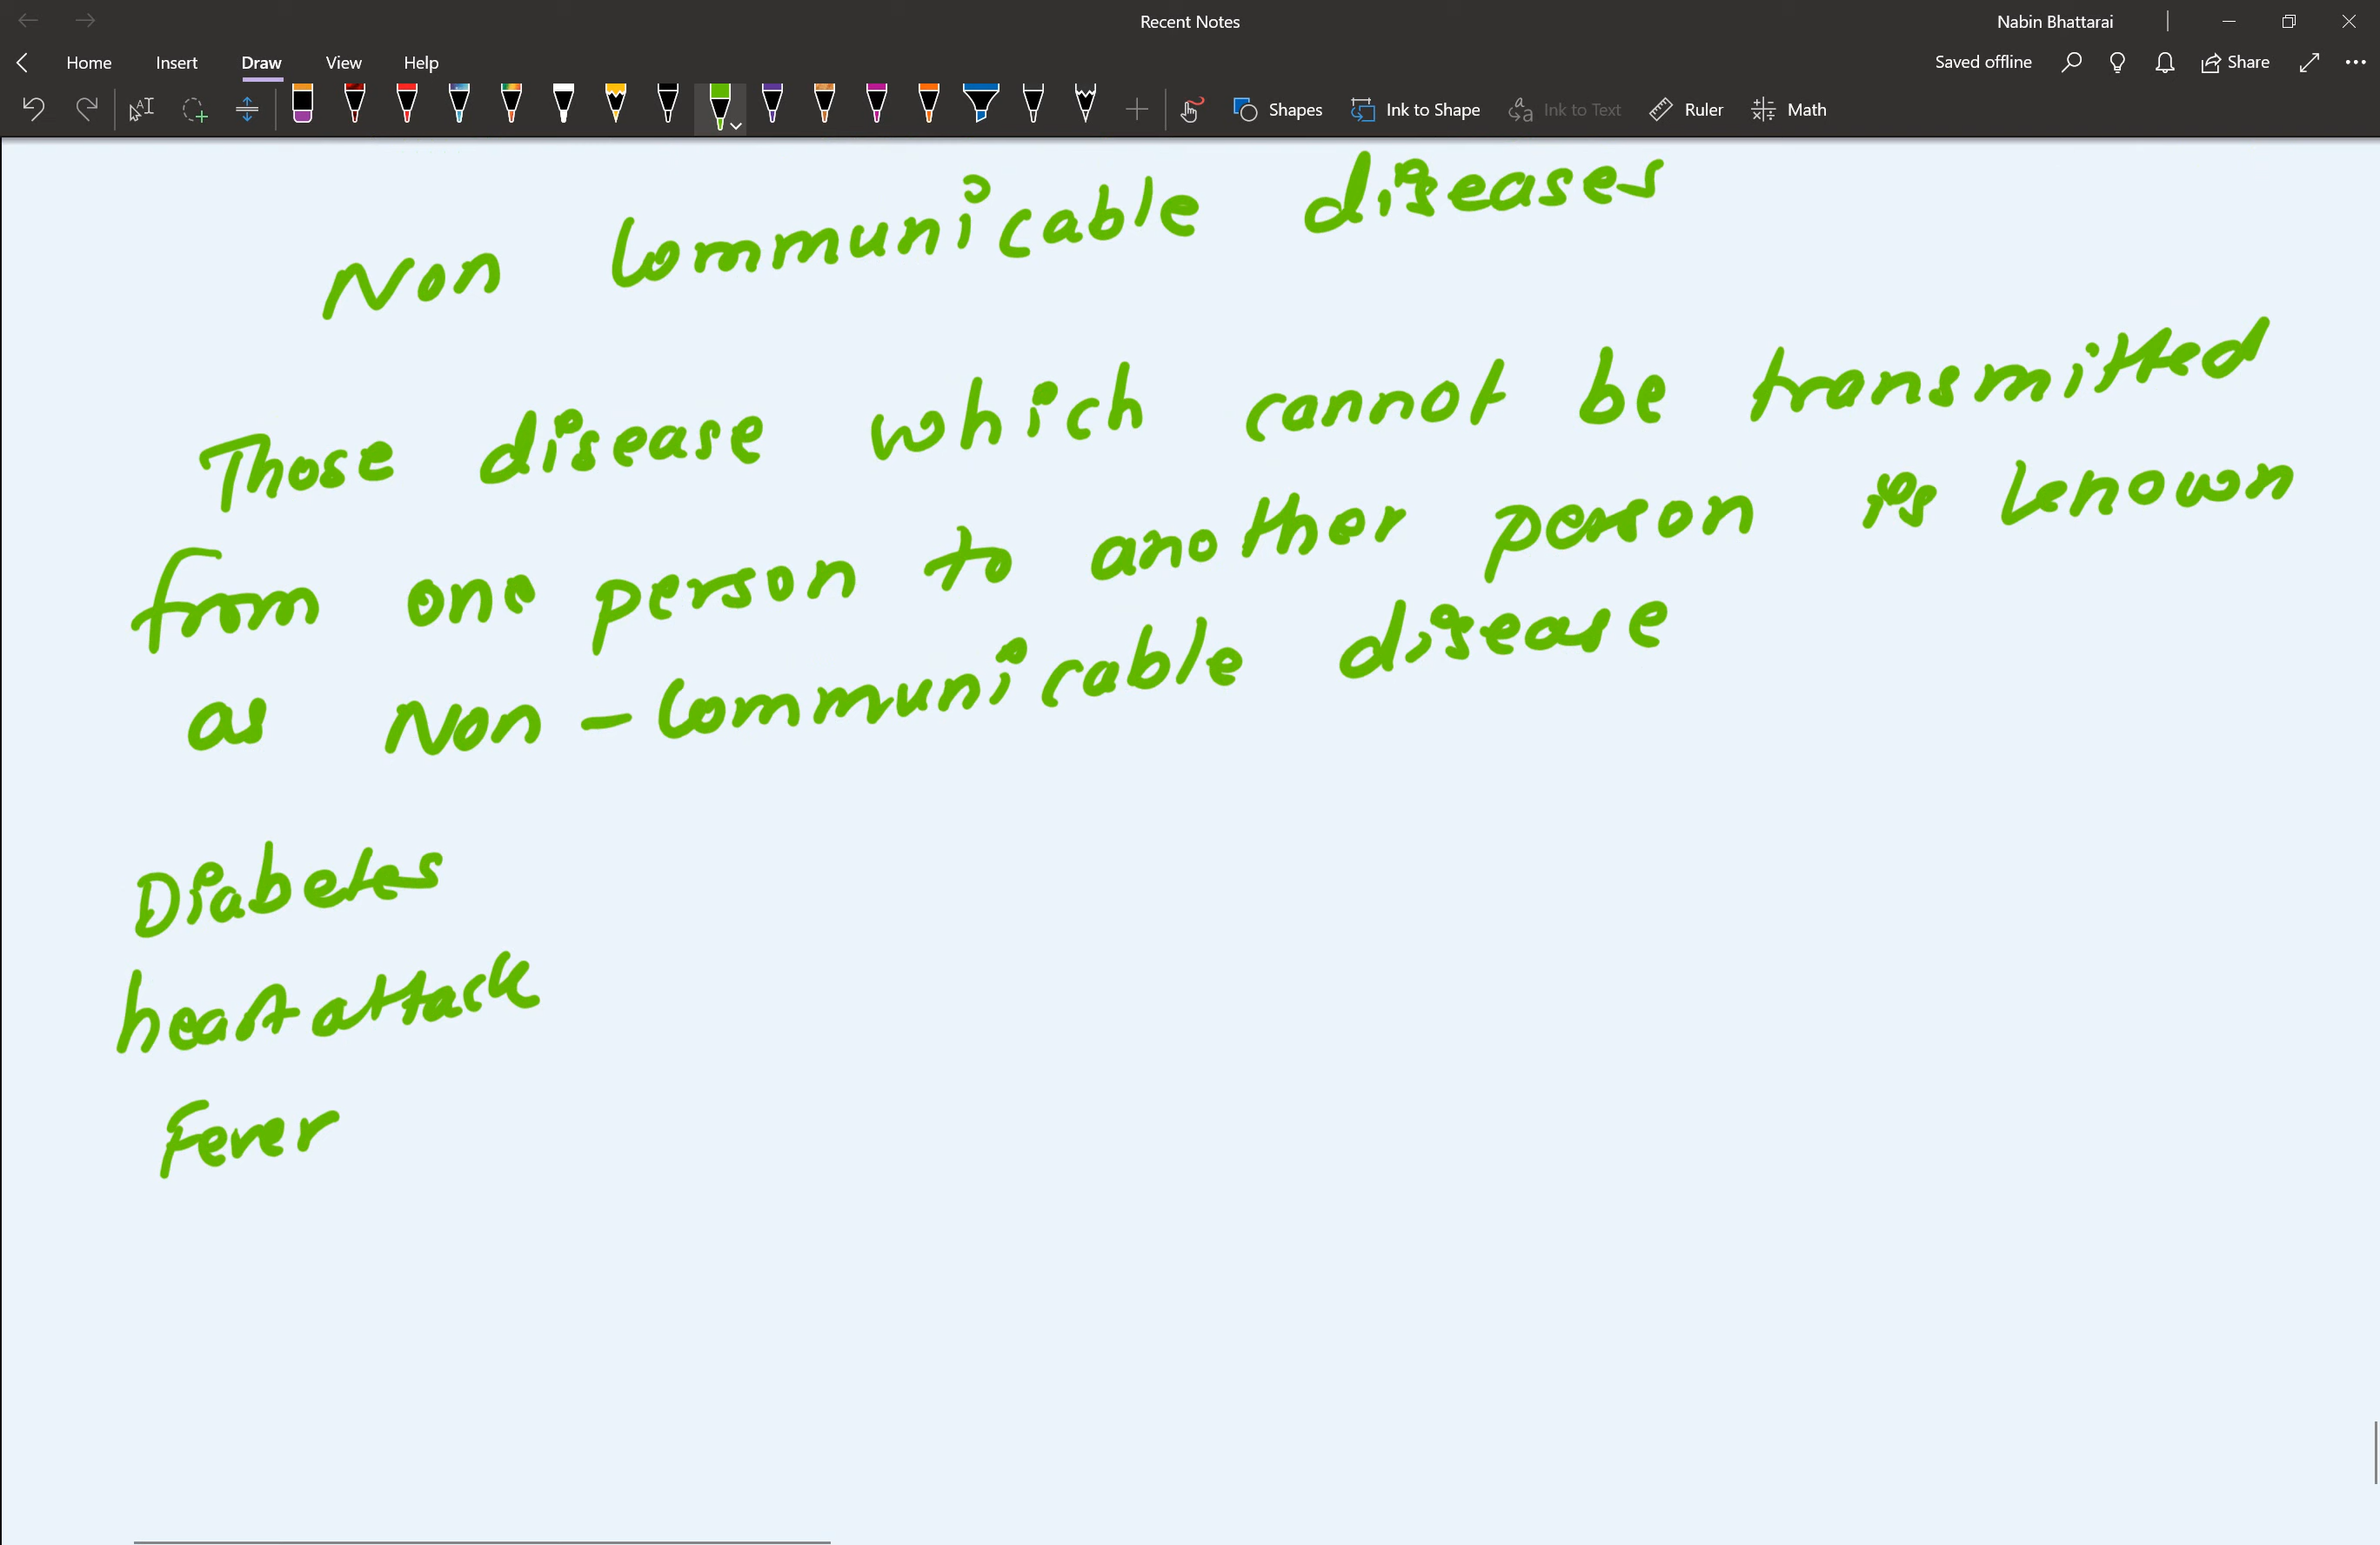 Recent Notes
Nabin Bhattarai
Home Insert Draw View Help
Saved offline
Share
Shapes Ink to Shape Ink to Text Ruler Math
Non Communicable diseases
Those disease which cannot be transmitted
from one person to another person is known
as Non-Communicable disease
Diabetes
heart attack
Fever